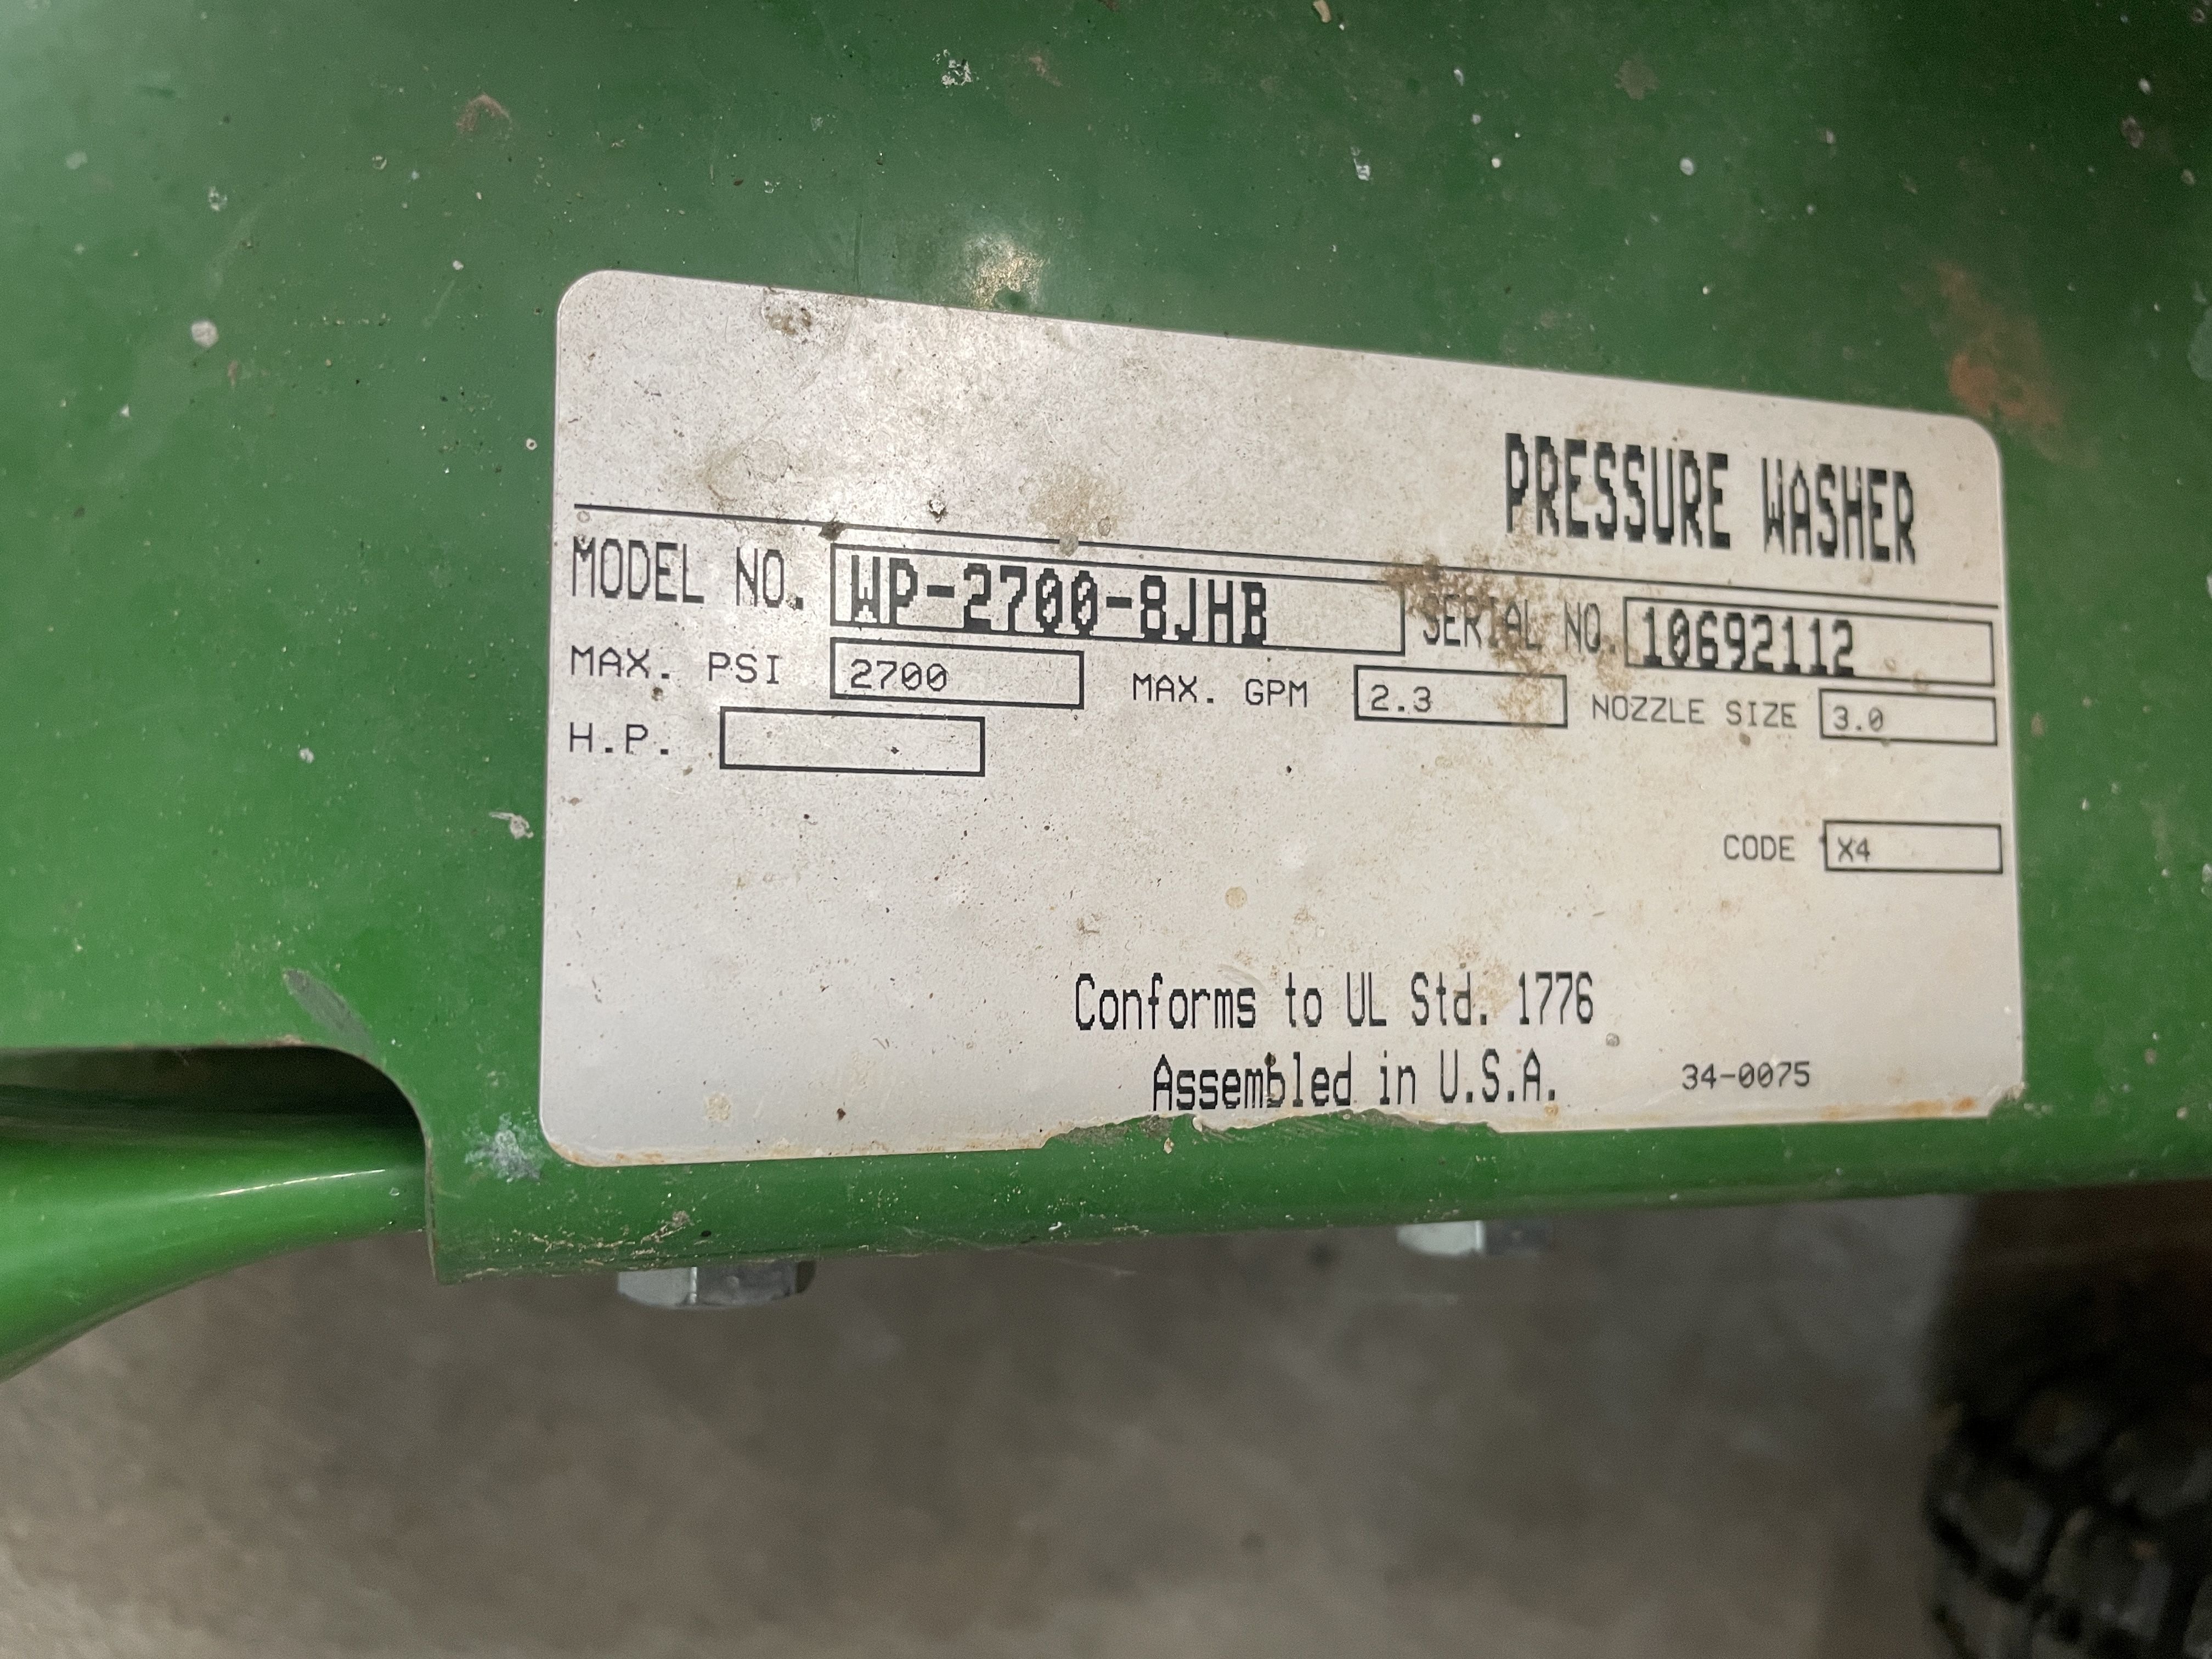 PRESSURE WASHER
MODEL NO. WP-2700-8JHB SERIAL NO. 10692112
MAX. PSI 2700 MAX. GPM 2.3 NOZZLE SIZE 3.0
H.P.
CODE X4
Conforms to UL Std. 1776
Assembled in U.S.A. 34-0075